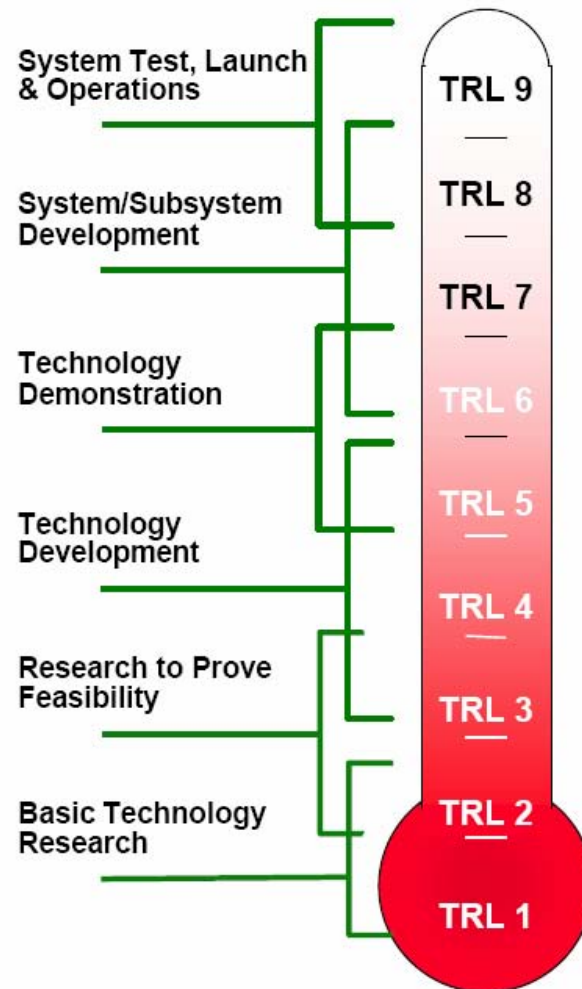 System Test, Launch
& Operations
System/Subsystem
Development
Technology
Demonstration
Technology
Development
Research to Prove
Feasibility
Basic Technology
Research
TRL 9
TRL 8
TRL 7
TRL 6
TRL 5
TRL 4
TRL 3
TRL 2
TRL 1